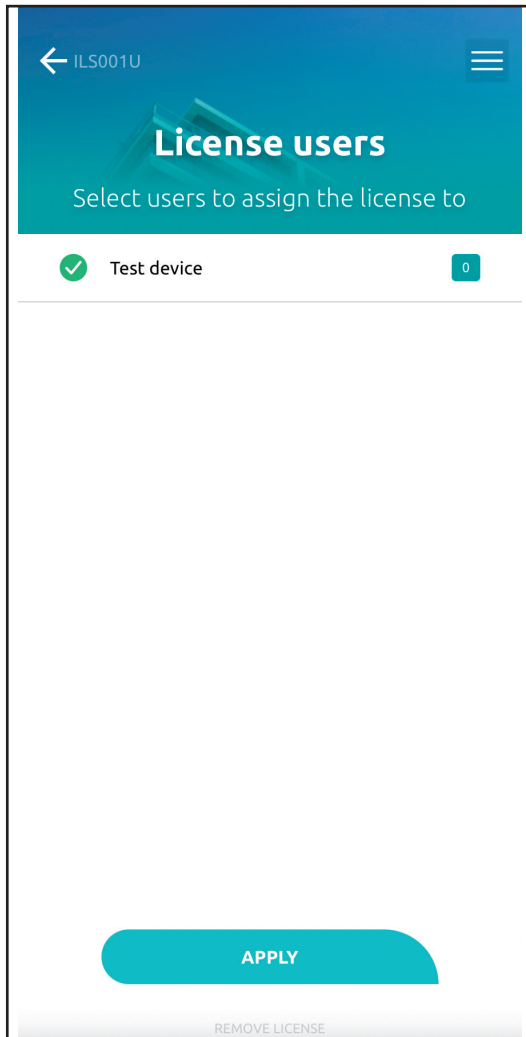 ILS001U
License users
Select users to assign the license to
Test device 0
APPLY
REMOVE LICENSE